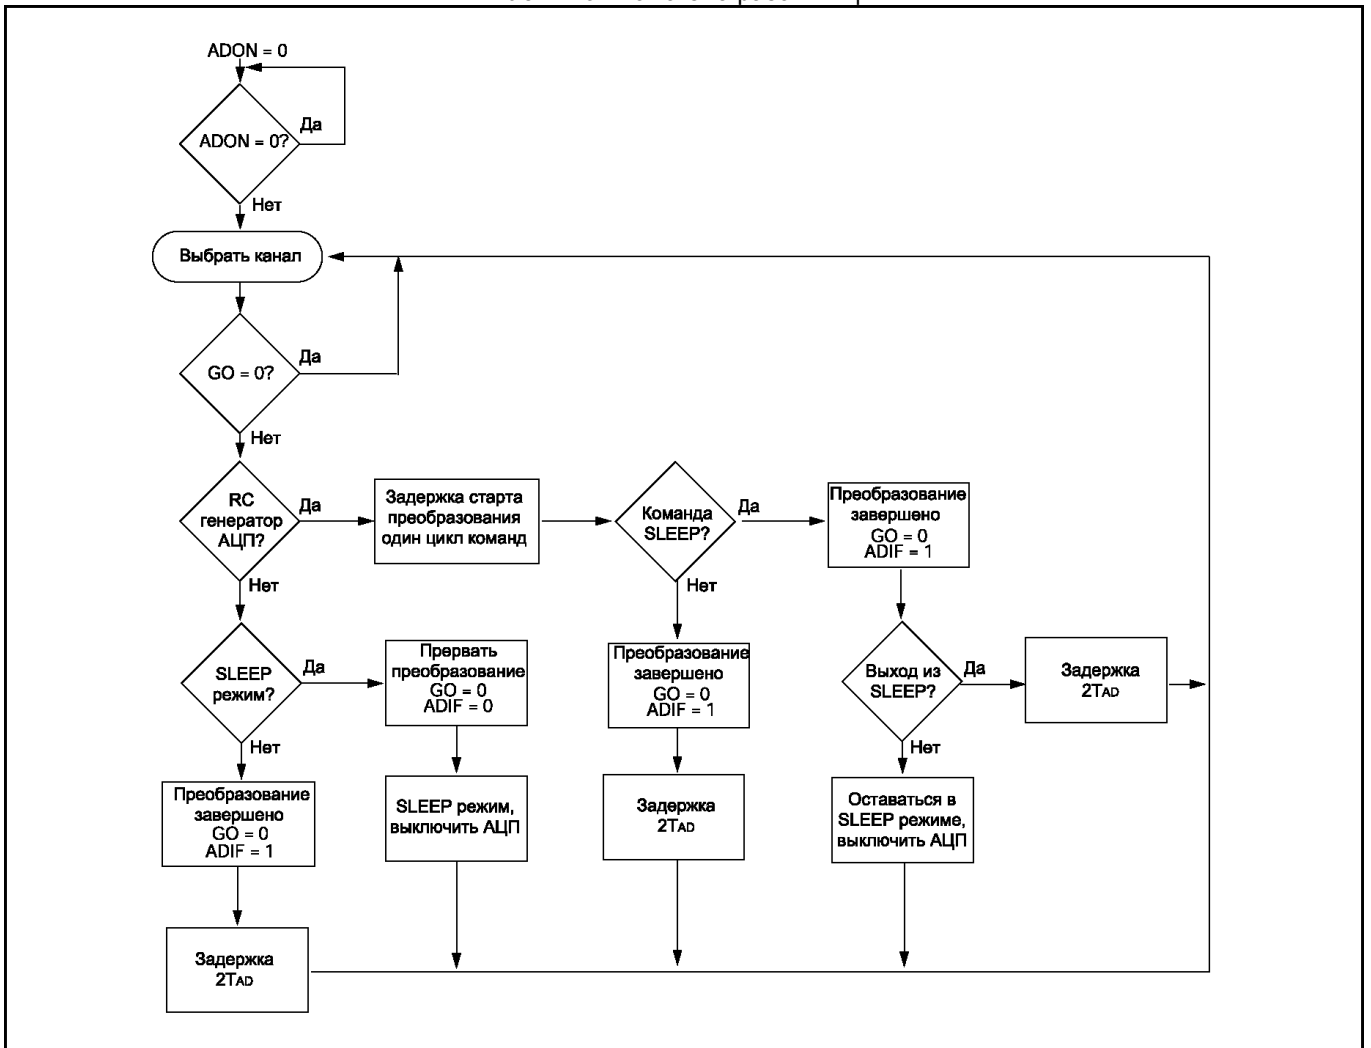 ADON = 0
ADON = 0?
Да
Нет
Выбрать канал
GO = 0?
Да
Нет
RC
генератор
АЦП?
Да
Задержка старта
преобразования
один цикл команд
Команда
SLEEP?
Да
Преобразование
завершено
GO = 0
ADIF = 1
Нет
Нет
SLEEP
режим?
Да
Прервать
преобразование
GO = 0
ADIF = 0
Преобразование
завершено
GO = 0
ADIF = 1
Выход из
SLEEP?
Да
Задержка
2TAD
Нет
Нет
Преобразование
завершено
GO = 0
ADIF = 1
SLEEP режим,
выключить АЦП
Задержка
2TAD
Оставаться в
SLEEP режиме,
выключить АЦП
Задержка
2TAD